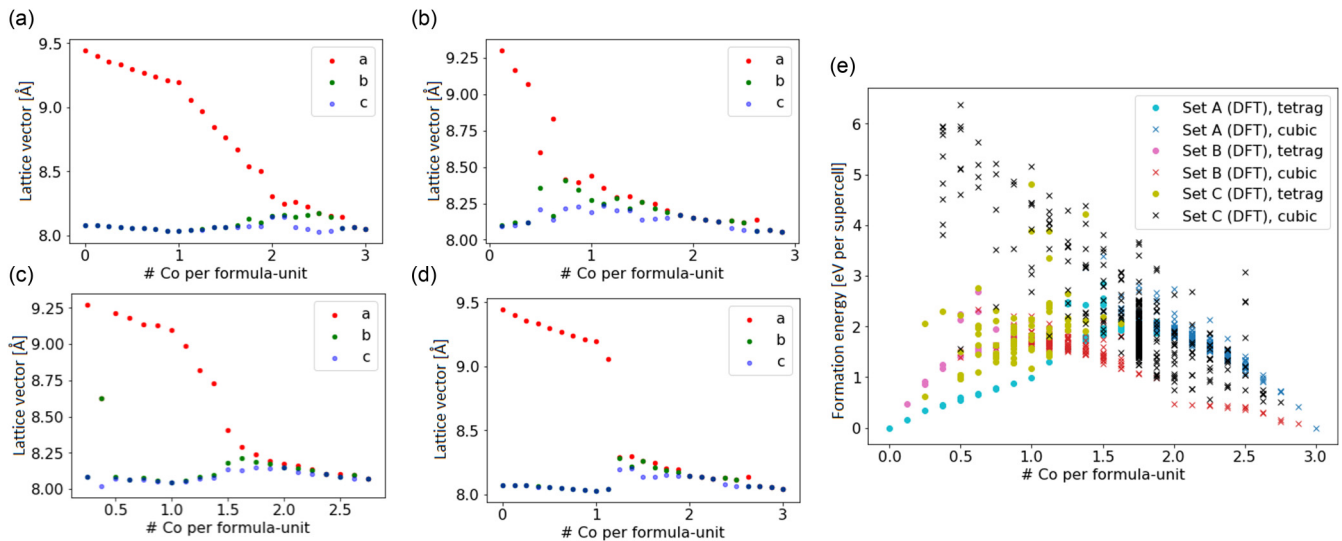 (a)
Lattice vector [Å]
9.5
9.0
8.5
8.0
0
1
2
3
# Co per formula-unit
a
b
c
(b)
Lattice vector [Å]
9.25
9.00
8.75
8.50
8.25
8.00
0
1
2
3
# Co per formula-unit
a
b
c
(c)
Lattice vector [Å]
9.25
9.00
8.75
8.50
8.25
8.00
0.5
1.0
1.5
2.0
2.5
# Co per formula-unit
a
b
c
(d)
Lattice vector [Å]
9.5
9.0
8.5
8.0
0
1
2
3
# Co per formula-unit
a
b
c
(e)
Formation energy [eV per supercell]
6
5
4
3
2
1
0
0.0
0.5
1.0
1.5
2.0
2.5
3.0
# Co per formula-unit
Set A (DFT), tetrag
Set A (DFT), cubic
Set B (DFT), tetrag
Set B (DFT), cubic
Set C (DFT), tetrag
Set C (DFT), cubic